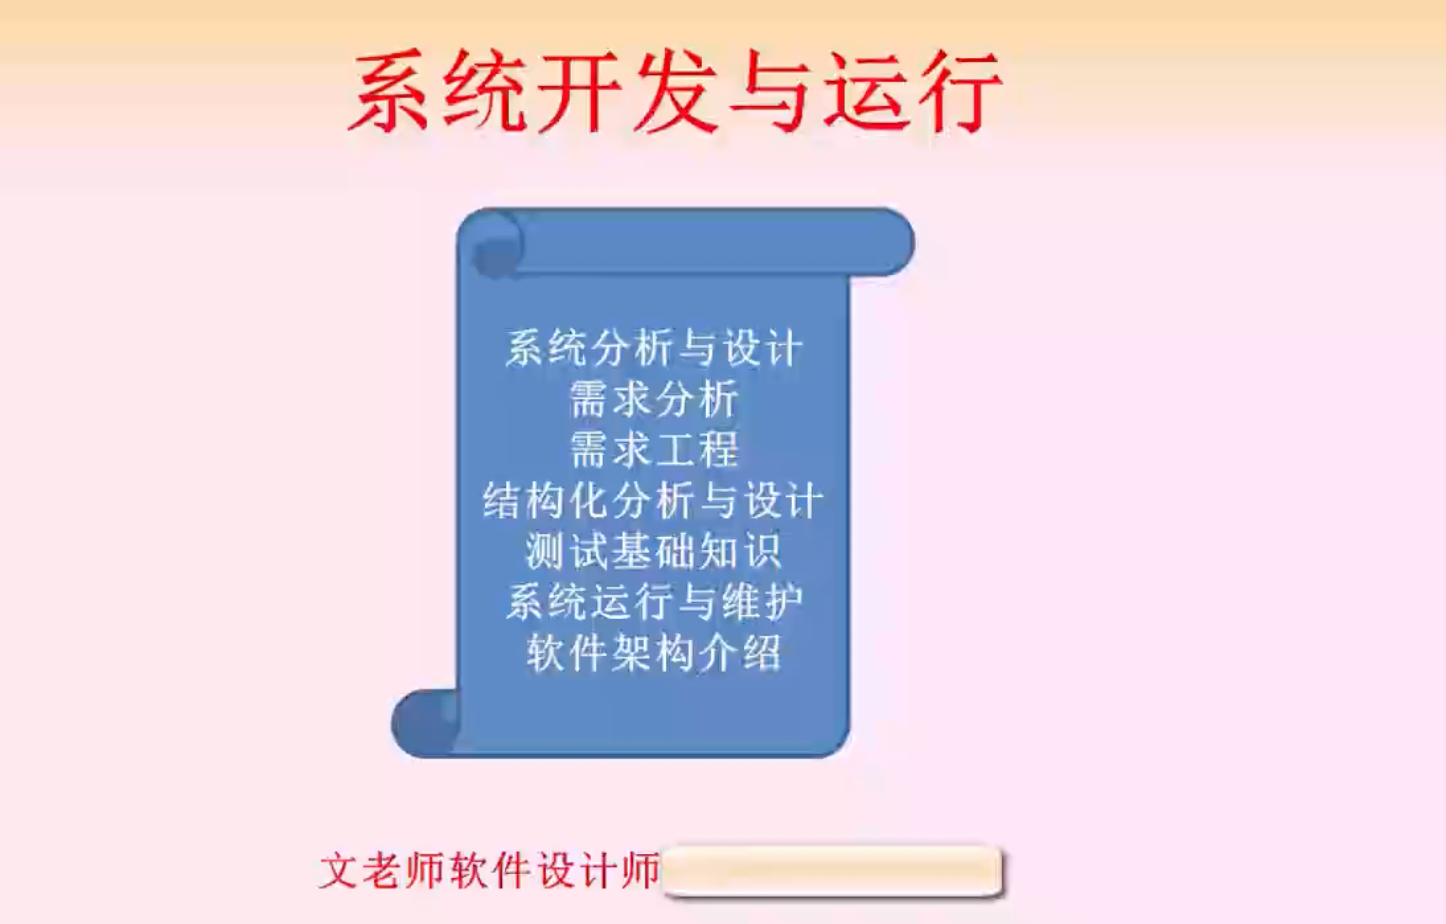 系统开发与运行
系统分析与设计
需求分析
需求工程
结构化分析与设计
测试基础知识
系统运行与维护
软件架构介绍
文老师软件设计师